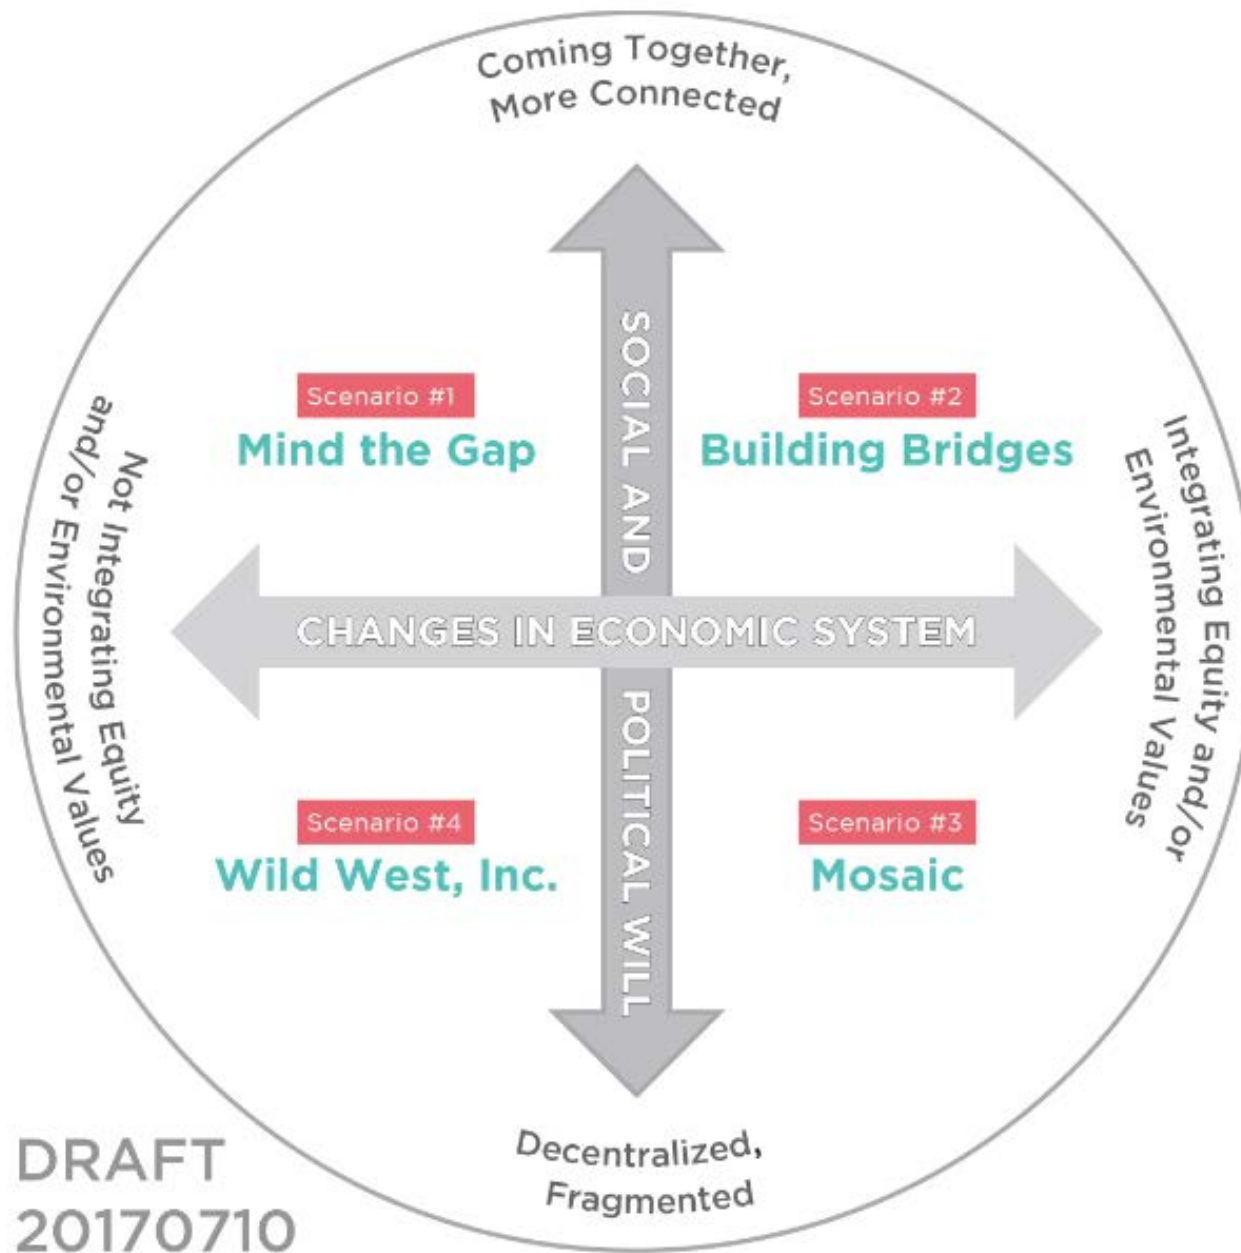 Coming Together,
More Connected
SOCIAL AND
POLITICAL WILL
Scenario #1
Mind the Gap
Scenario #2
Building Bridges
Not Integrating Equity
and/or Environmental Values
CHANGES IN ECONOMIC SYSTEM
Integrating Equity and/or
Environmental Values
Scenario #4
Wild West, Inc.
Scenario #3
Mosaic
Decentralized,
Fragmented
DRAFT
20170710